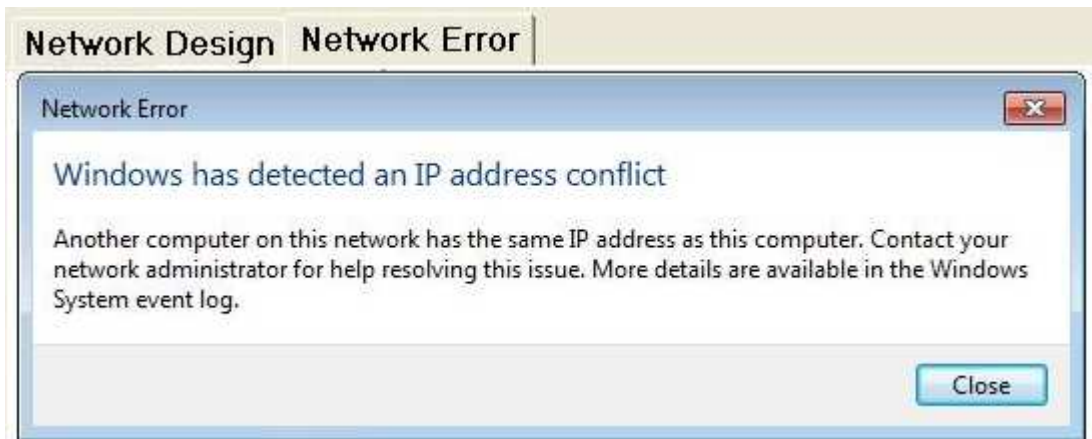 Network Design Network Error
Network Error
Windows has detected an IP address conflict
Another computer on this network has the same IP address as this computer. Contact your
network administrator for help resolving this issue. More details are available in the Windows
System event log.
Close